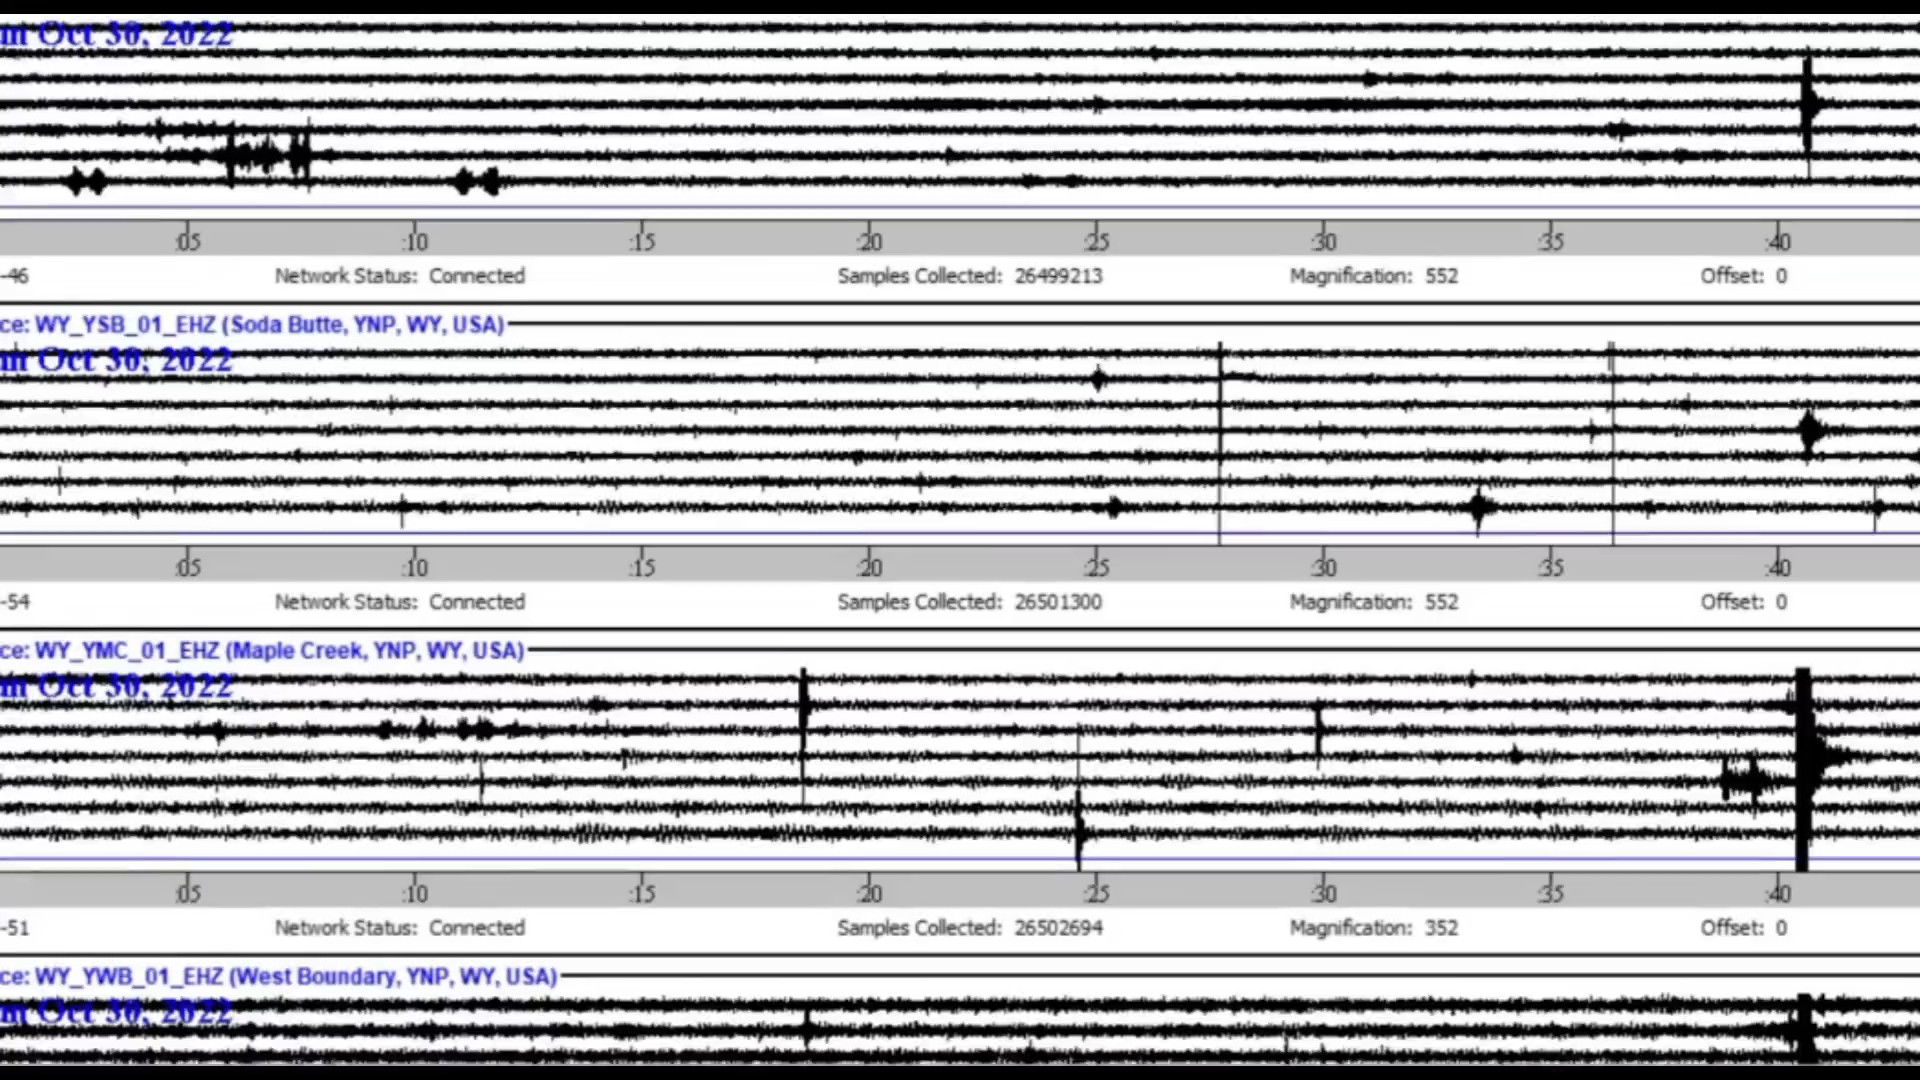 m Oct 30, 2022
:05 :10 :15 :20 :25 :30 :35 :40
-46 Network Status: Connected Samples Collected: 26499213 Magnification: 552 Offset: 0
ce: WY_YSB_01_EHZ (Soda Butte, YNP, WY, USA)
m Oct 30, 2022
:05 :10 :15 :20 :25 :30 :35 :40
-54 Network Status: Connected Samples Collected: 26501300 Magnification: 552 Offset: 0
ce: WY_YMC_01_EHZ (Maple Creek, YNP, WY, USA)
m Oct 30, 2022
:05 :10 :15 :20 :25 :30 :35 :40
-51 Network Status: Connected Samples Collected: 26502694 Magnification: 352 Offset: 0
ce: WY_YWB_01_EHZ (West Boundary, YNP, WY, USA)
m Oct 30, 2022